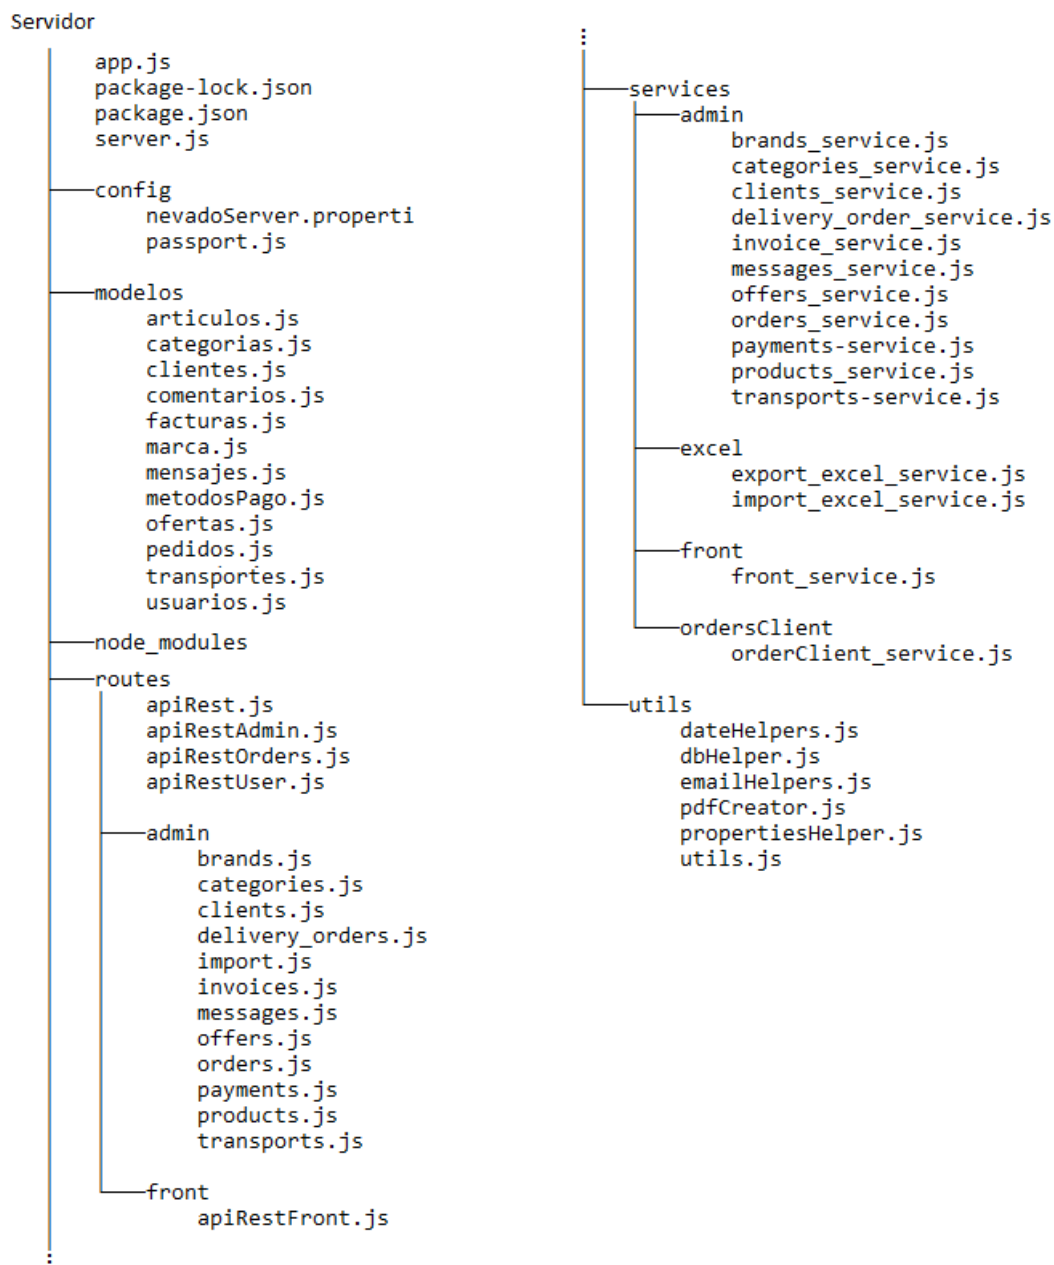 Servidor
app.js
package-lock.json
package.json
server.js
config
nevadoServer.properti
passport.js
modelos
articulos.js
categorias.js
clientes.js
comentarios.js
facturas.js
marca.js
mensajes.js
metodosPago.js
ofertas.js
pedidos.js
transportes.js
usuarios.js
node_modules
routes
apiRest.js
apiRestAdmin.js
apiRestOrders.js
apiRestUser.js
admin
brands.js
categories.js
clients.js
delivery_orders.js
import.js
invoices.js
messages.js
offers.js
orders.js
payments.js
products.js
transports.js
front
apiRestFront.js
services
admin
brands_service.js
categories_service.js
clients_service.js
delivery_order_service.js
invoice_service.js
messages_service.js
offers_service.js
orders_service.js
payments-service.js
products_service.js
transports-service.js
excel
export_excel_service.js
import_excel_service.js
front
front_service.js
ordersClient
orderClient_service.js
utils
dateHelpers.js
dbHelper.js
emailHelpers.js
pdfCreator.js
propertiesHelper.js
utils.js